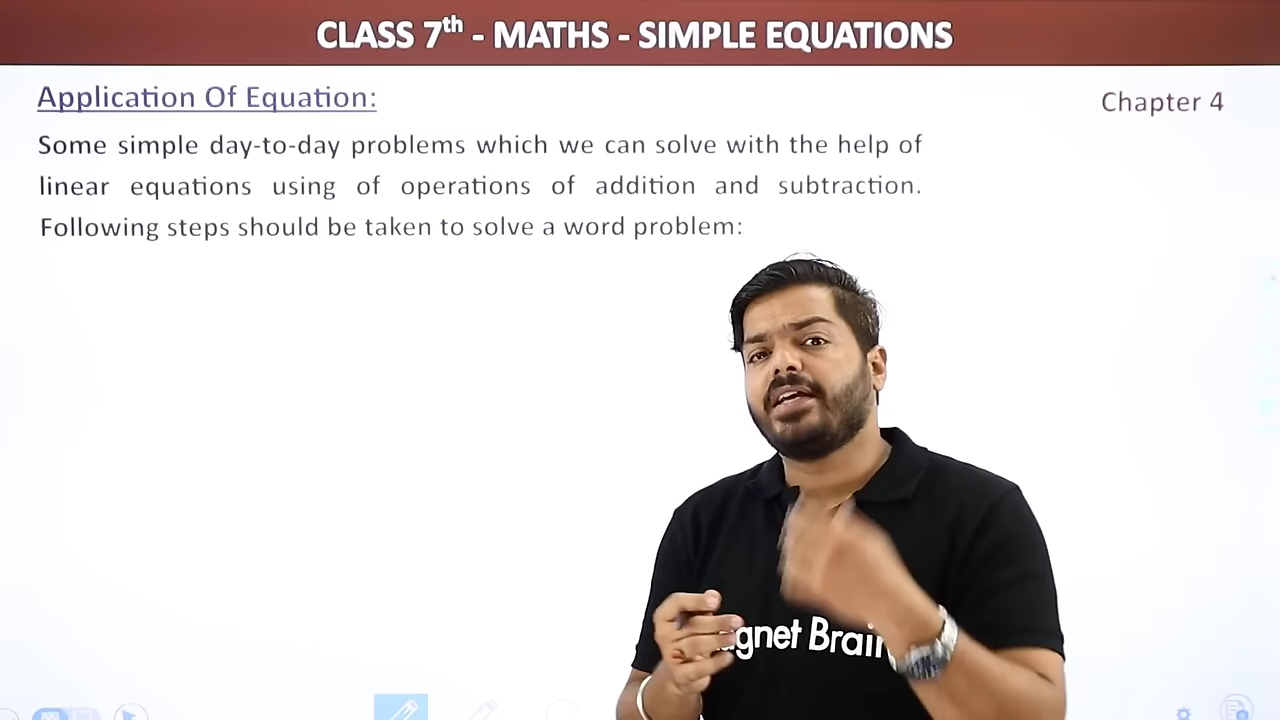 CLASS 7th - MATHS - SIMPLE EQUATIONS
Application Of Equation:
Chapter 4
Some simple day-to-day problems which we can solve with the help of
linear equations using of operations of addition and subtraction.
Following steps should be taken to solve a word problem:
gnet Brain